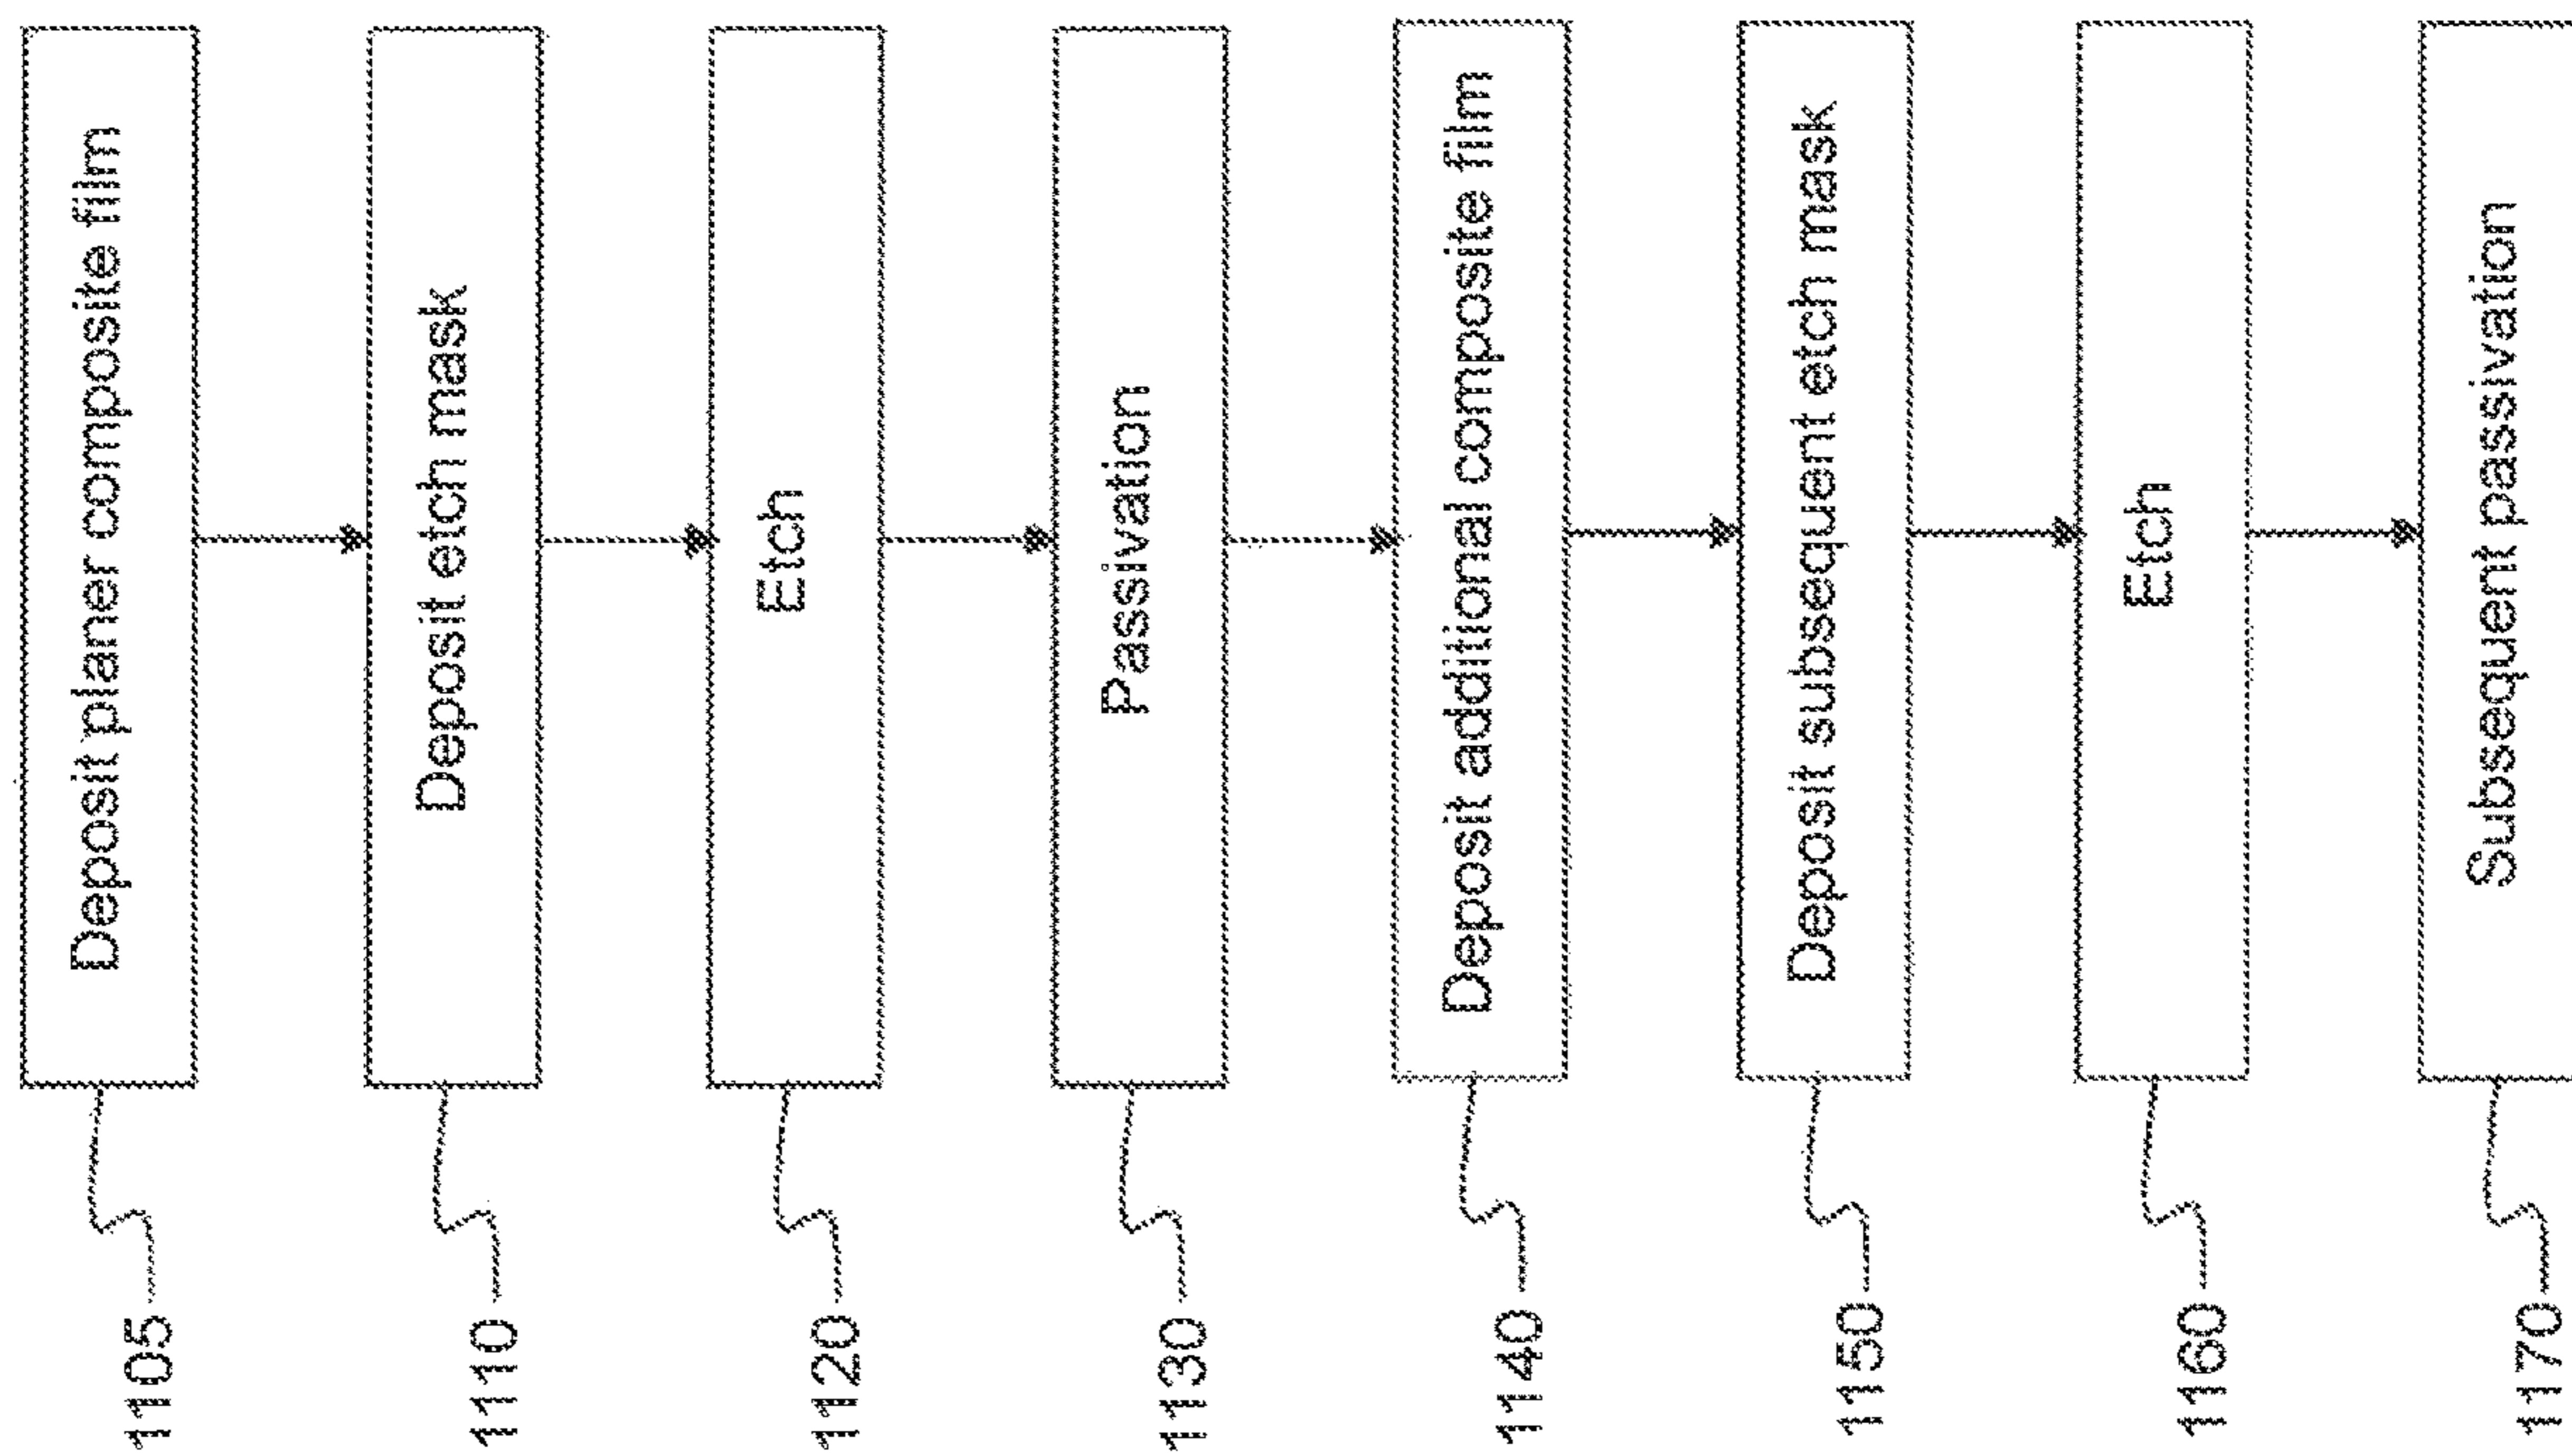 1105
Deposit planer composite film
1110
Deposit etch mask
1120
Etch
1130
Passivation
1140
Deposit additional composite film
1150
Deposit subsequent etch mask
1160
Etch
1170
Subsequent passivation